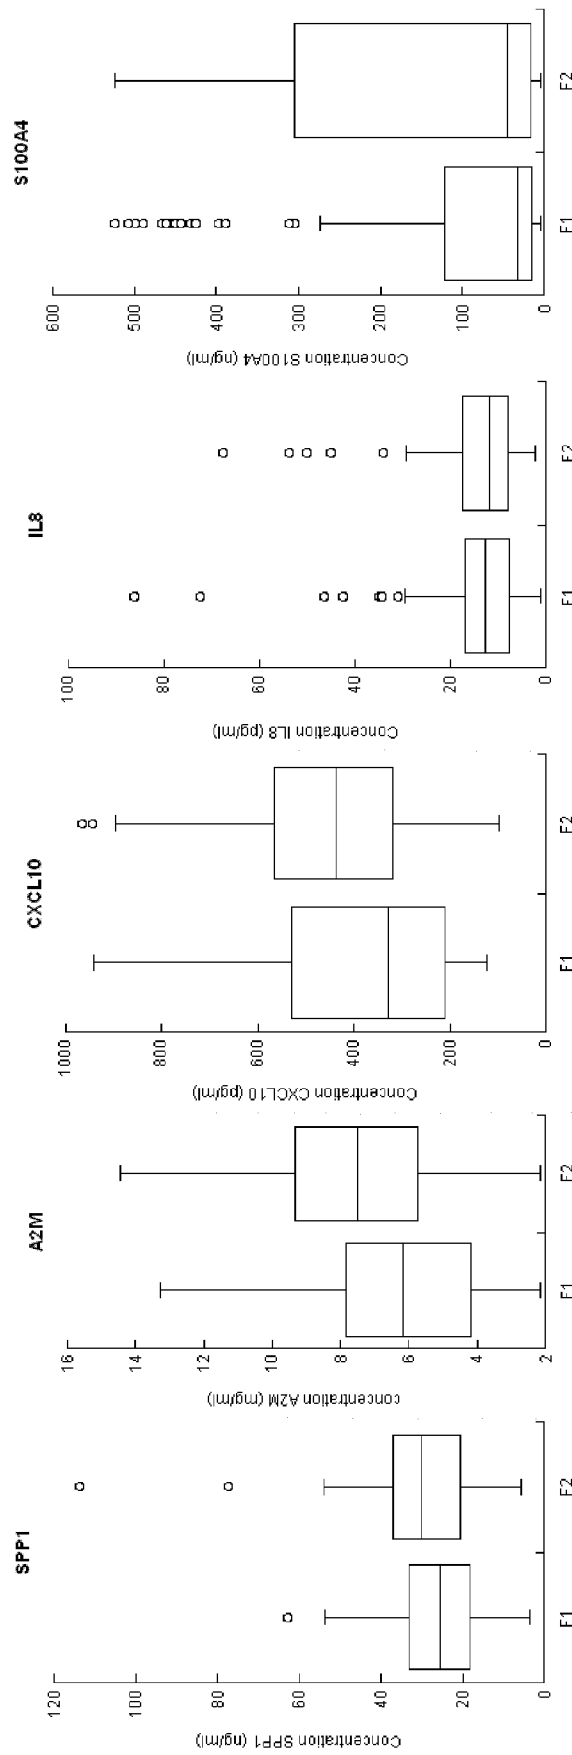 SPP1
Concentration SPP1 (ng/ml)
120
100
80
60
40
20
0
F1
F2
A2M
concentration A2M (mg/ml)
16
14
12
10
8
6
4
2
F1
F2
CXCL10
Concentration CXCL10 (pg/ml)
1000
800
600
400
200
0
F1
F2
IL8
Concentration IL8 (pg/ml)
100
80
60
40
20
0
F1
F2
S100A4
Concentration S100A4 (ng/ml)
600
500
400
300
200
100
0
F1
F2